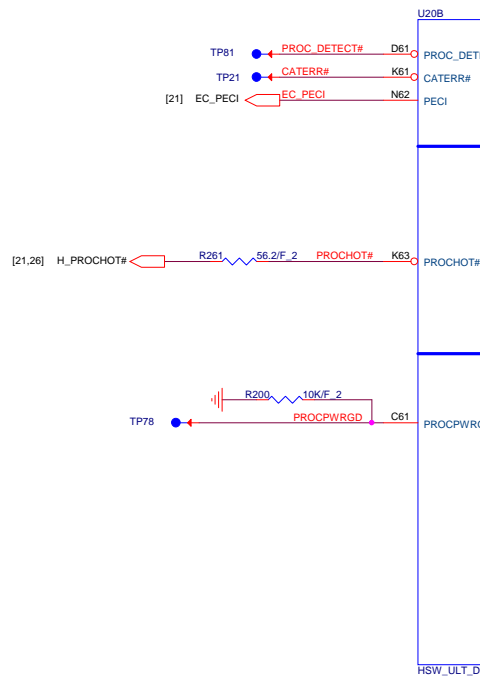 U20B
TP81 PROC_DETECT# D61 PROC_DET
TP21 CATERR# K61 CATERR#
[21] EC_PECI EC_PECI N62 PECI
[21,26] H_PROCHOT# R261 56.2/F_2 PROCHOT# K63 PROCHOT#
R200 10K/F_2
TP78 PROCPWRGD C61 PROCPWRG
HSW_ULT_D